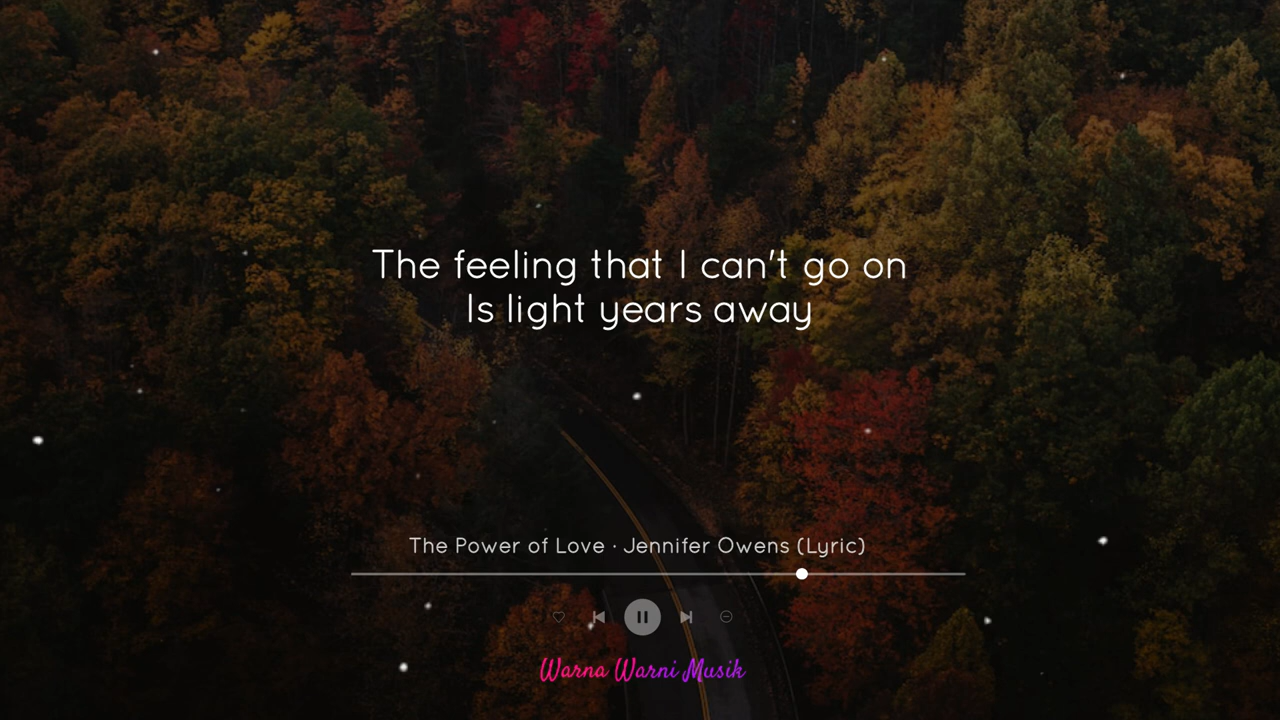 The feeling that I can't go on
Is light years away
The Power of Love · Jennifer Owens (Lyric)
Warna Warni Musik